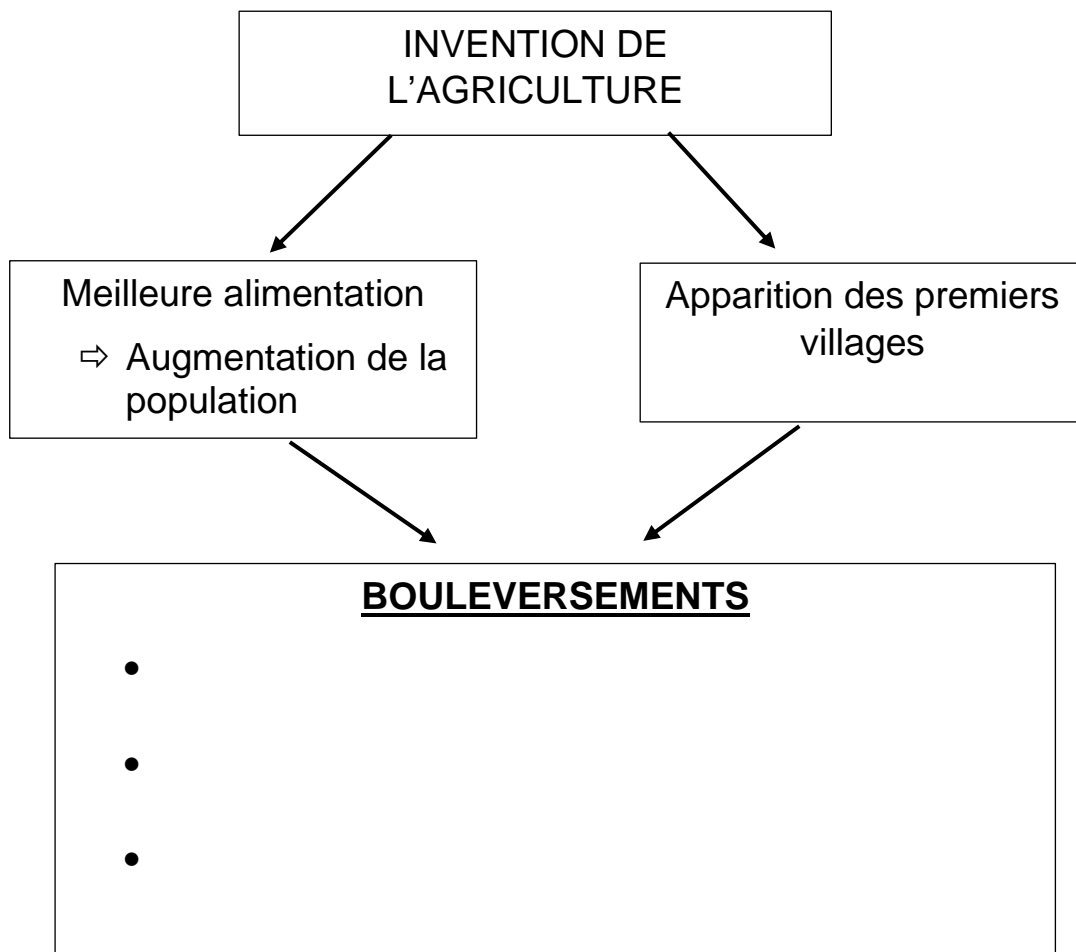 INVENTION DE
L’AGRICULTURE
Meilleure alimentation
⇨ Augmentation de la
population
Apparition des premiers
villages
BOULEVERSEMENTS
•
•
•